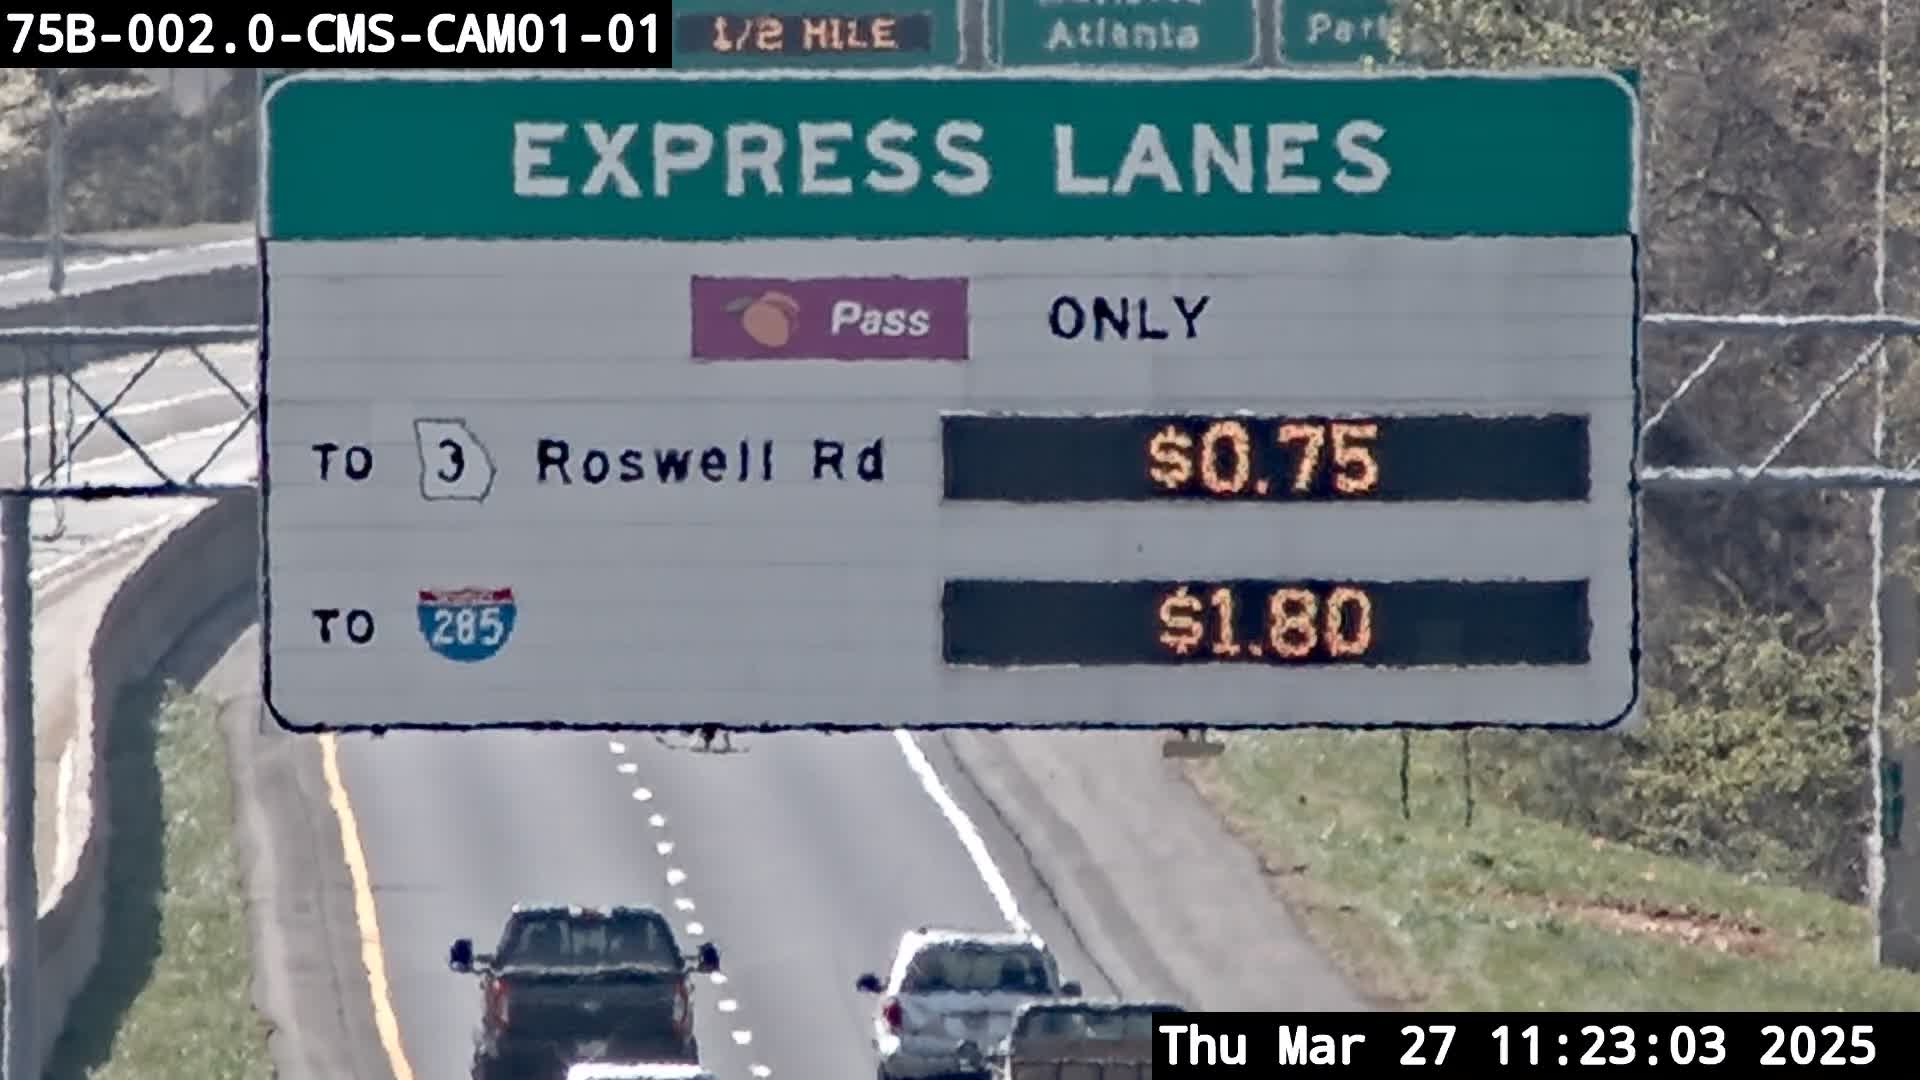 75B-002.0-CMS-CAM01-01
1/2 MILE
Atlanta
EXPRESS LANES
Pass ONLY
TO 3 Roswell Rd $0.75
TO 285 $1.80
Thu Mar 27 11:23:03 2025